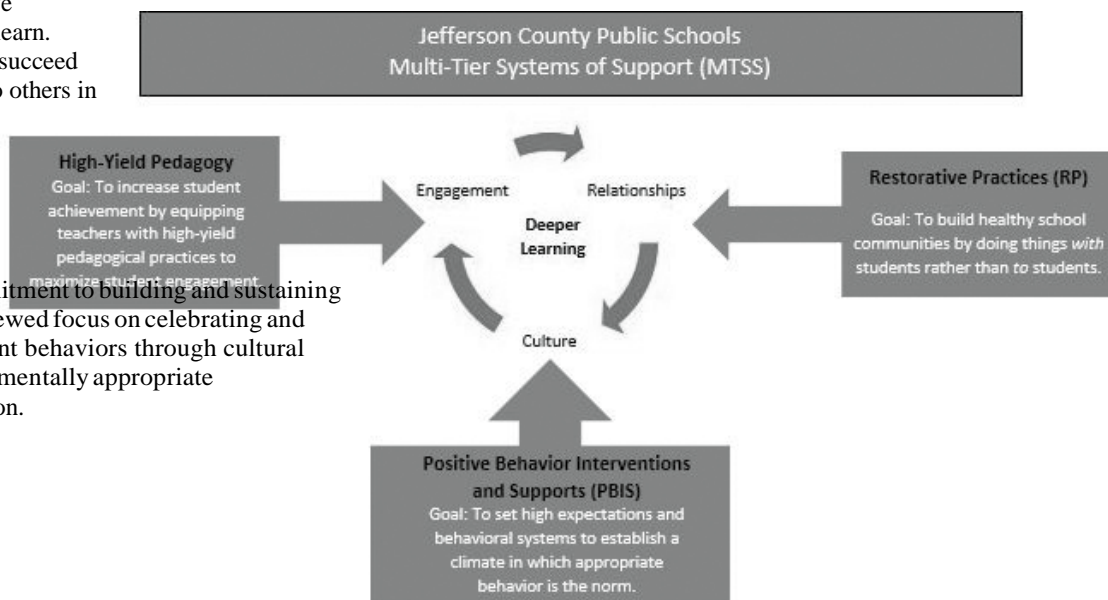 e
learn.
succeed
o others in
Jefferson County Public Schools
Multi-Tier Systems of Support (MTSS)
High-Yield Pedagogy
Goal: To increase student
achievement by equipping
teachers with high-yield
pedagogical practices to
maximize student engagement.
Engagement
Relationships
Deeper
Learning
Culture
Restorative Practices (RP)
Goal: To build healthy school
communities by doing things with
students rather than to students.
itment to building and sustaining
ewed focus on celebrating and
nt behaviors through cultural
mentally appropriate
on.
Positive Behavior Interventions
and Supports (PBIS)
Goal: To set high expectations and
behavioral systems to establish a
climate in which appropriate
behavior is the norm.